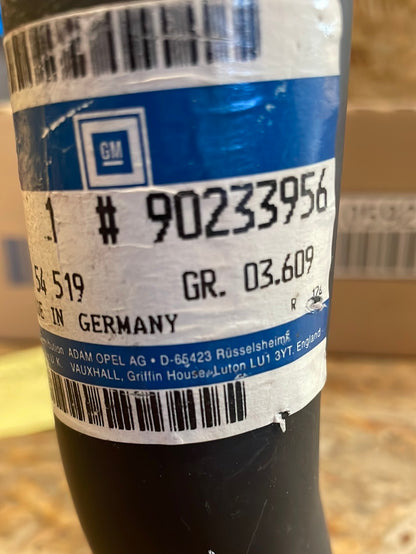 GM
1 # 90233956
54 519 GR. 03.609
IN GERMANY R 174
ADAM OPEL AG • D-65423 Rüsselsheim
U.K. VAUXHALL, Griffin House, Luton LU1 3YT. England